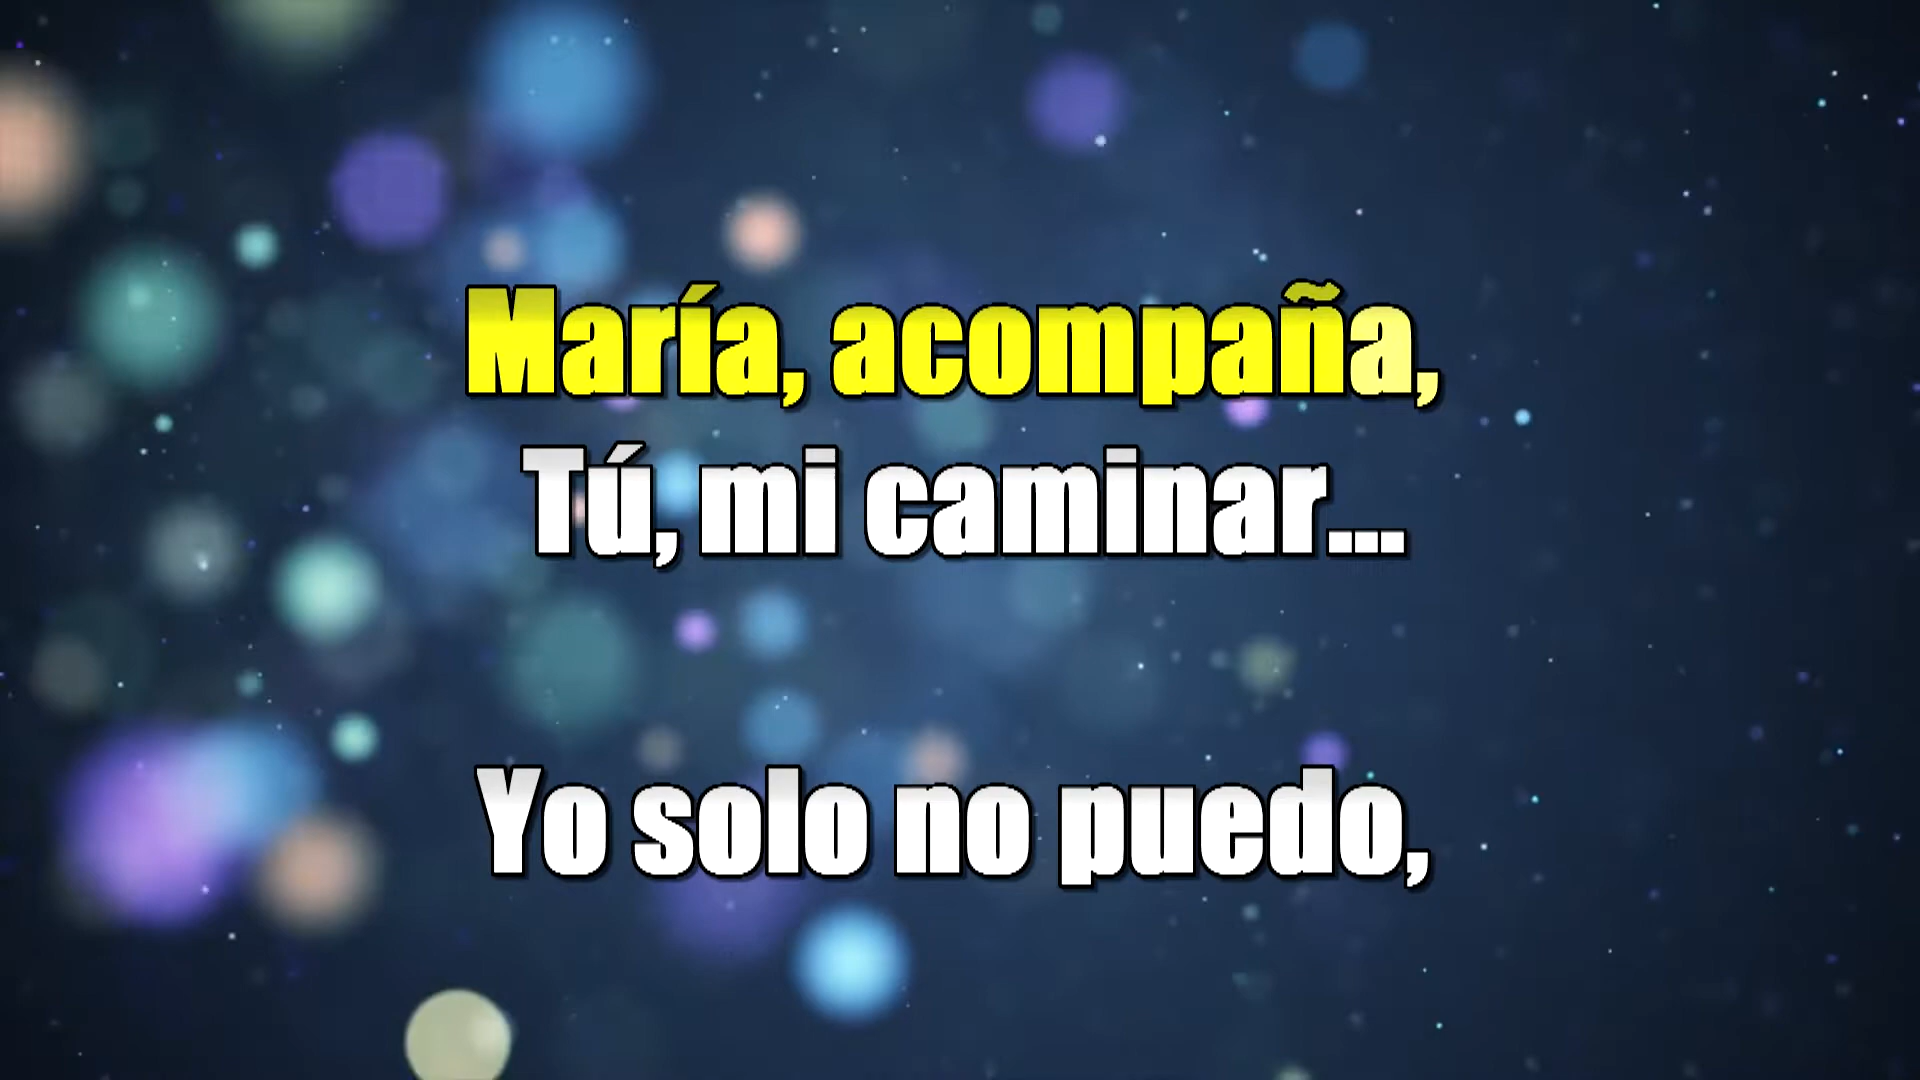 María, acompaña,
Tú, mi caminar...
Yo solo no puedo,